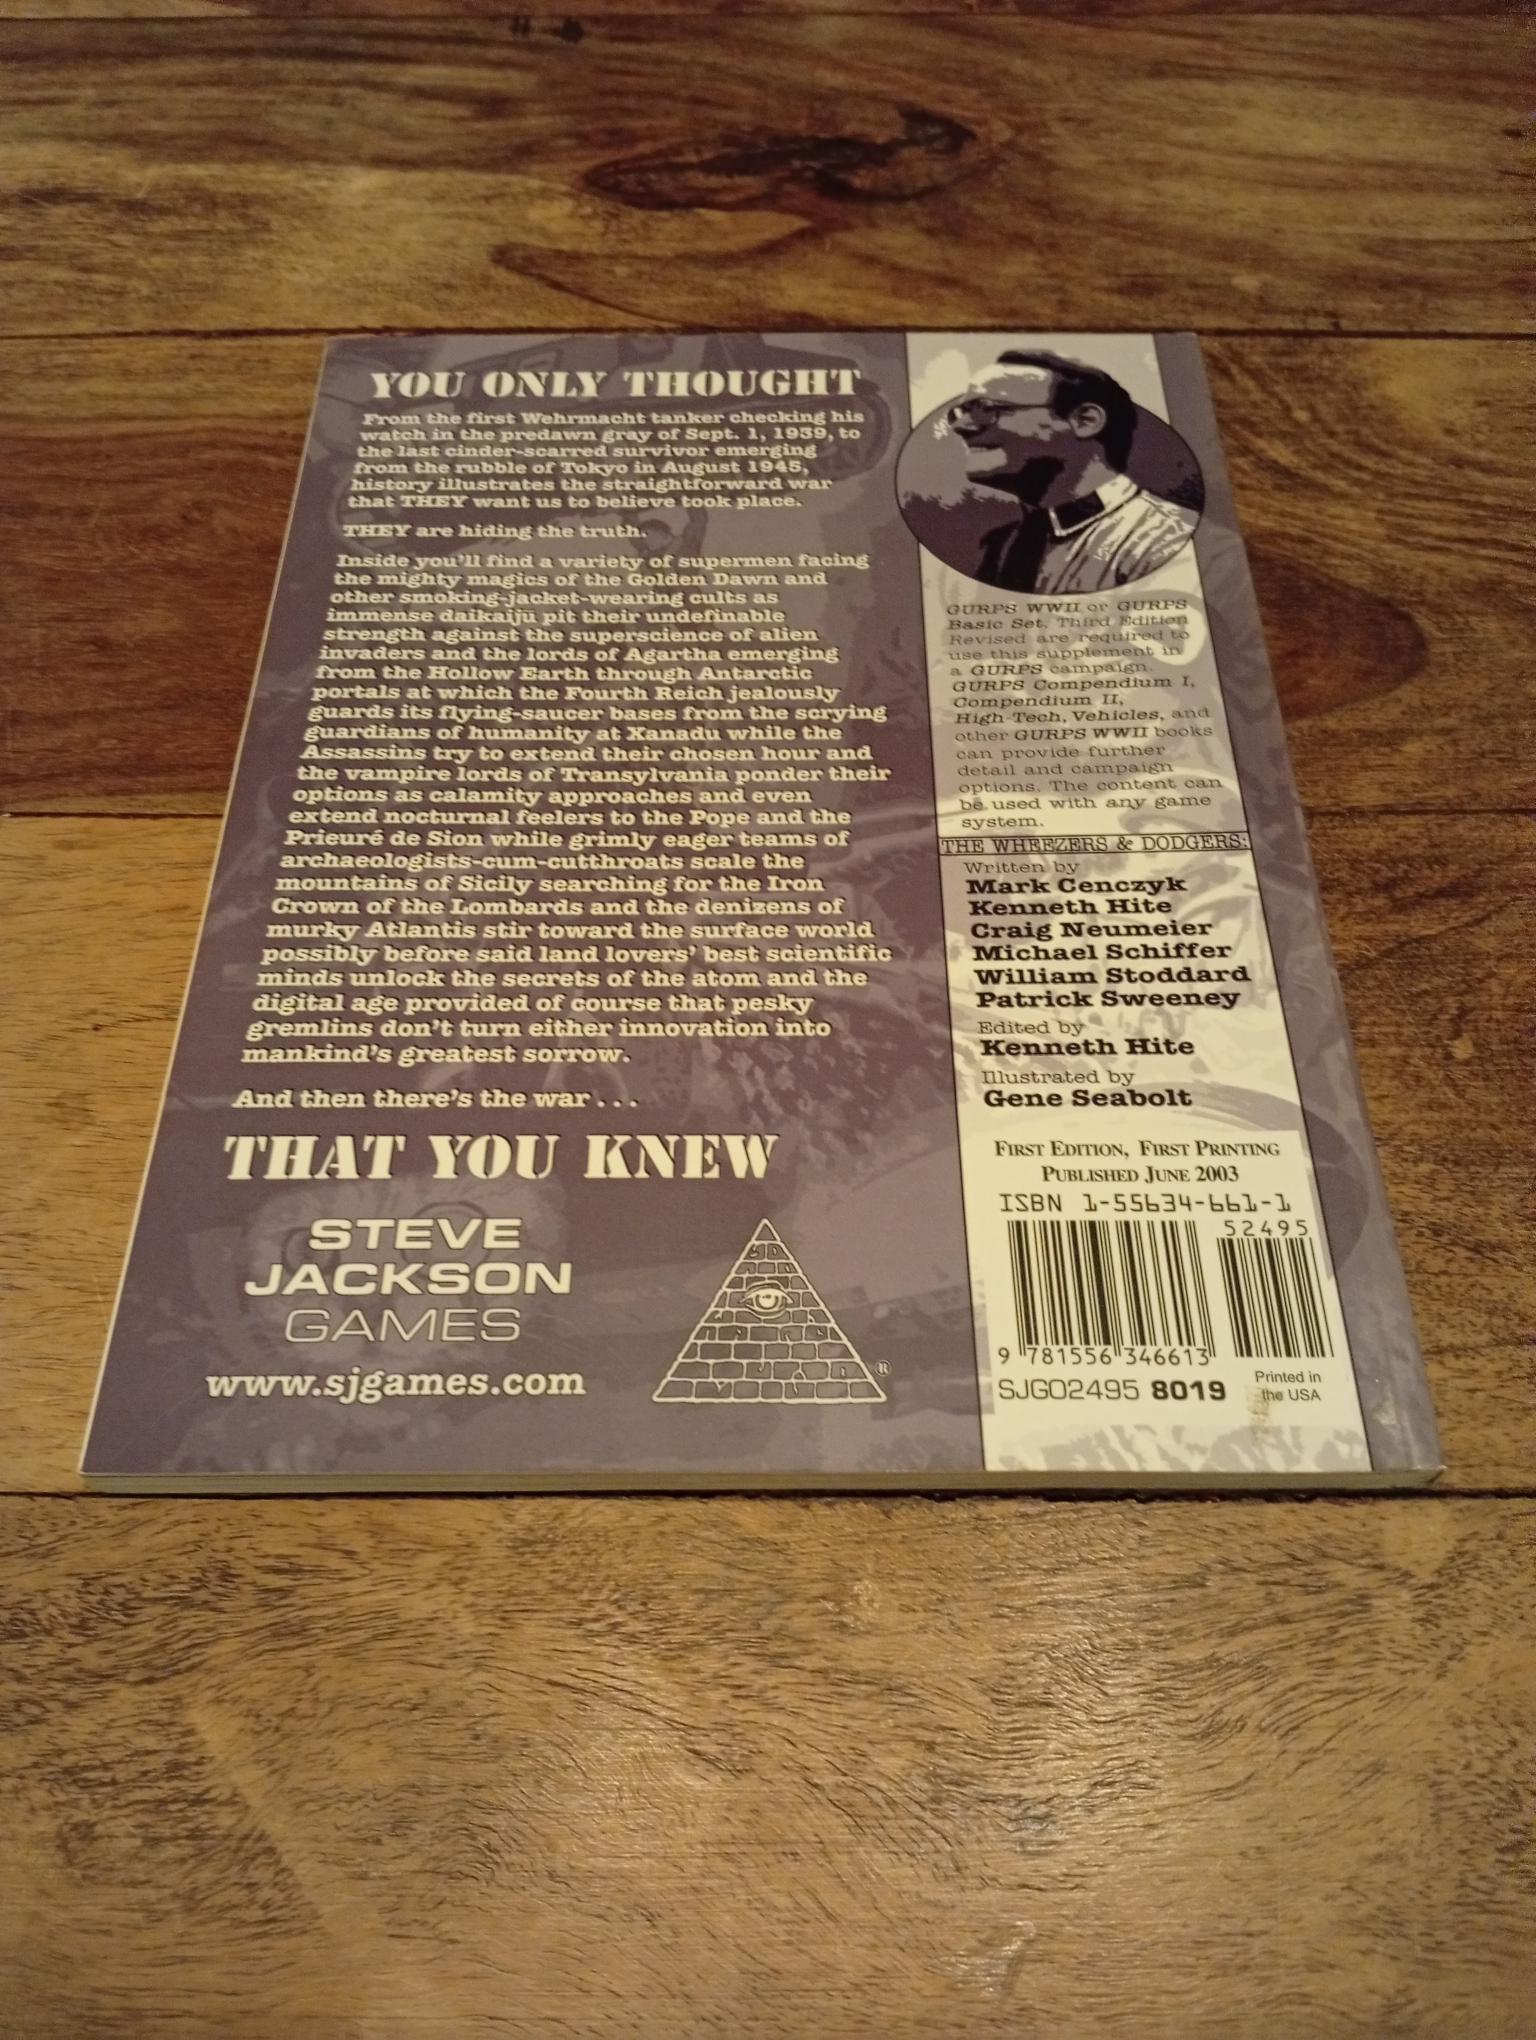 YOU ONLY THOUGHT
From the first Wehrmacht tanker checking his
watch in the predawn gray of Sept. 1, 1939, to
the last cinder-scarred survivor emerging
from the rubble of Tokyo in August 1945,
history illustrates the straightforward war
that THEY want us to believe took place.
THEY are hiding the truth.
Inside you'll find a variety of supermen facing
the mighty magics of the Golden Dawn and
other smoking-jacket-wearing cults as
immense daikaijū pit their undefinable
strength against the superscience of alien
invaders and the lords of Agartha emerging
from the Hollow Earth through Antarctic
portals at which the Fourth Reich jealously
guards its flying-saucer bases from the scrying
guardians of humanity at Xanadu while the
Assassins try to extend their chosen hour and
the vampire lords of Transylvania ponder their
options as calamity approaches and even
extend nocturnal feelers to the Pope and the
Prieuré de Sion while grimly eager teams of
archaeologists-cum-cutthroats scale the
mountains of Sicily searching for the Iron
Crown of the Lombards and the denizens of
murky Atlantis stir toward the surface world
possibly before said land lovers' best scientific
minds unlock the secrets of the atom and the
digital age provided of course that pesky
gremlins don't turn either innovation into
mankind's greatest sorrow.
And then there's the war . . .
THAT YOU KNEW
STEVE
JACKSON
GAMES
www.sjgames.com
®
GURPS WWII or GURPS
Basic Set, Third Edition
Revised are required to
use this supplement in
a GURPS campaign.
GURPS Compendium I,
Compendium II,
High-Tech, Vehicles, and
other GURPS WWII books
can provide further
detail and campaign
options. The content can
be used with any game
system.
THE WHEEZERS & DODGERS:
Written by
Mark Cenczyk
Kenneth Hite
Craig Neumeier
Michael Schiffer
William Stoddard
Patrick Sweeney
Edited by
Kenneth Hite
Illustrated by
Gene Seabolt
FIRST EDITION, FIRST PRINTING
PUBLISHED JUNE 2003
ISBN 1-55634-661-1
52495
9 781556 346613
SJG02495 8019
Printed in
the USA